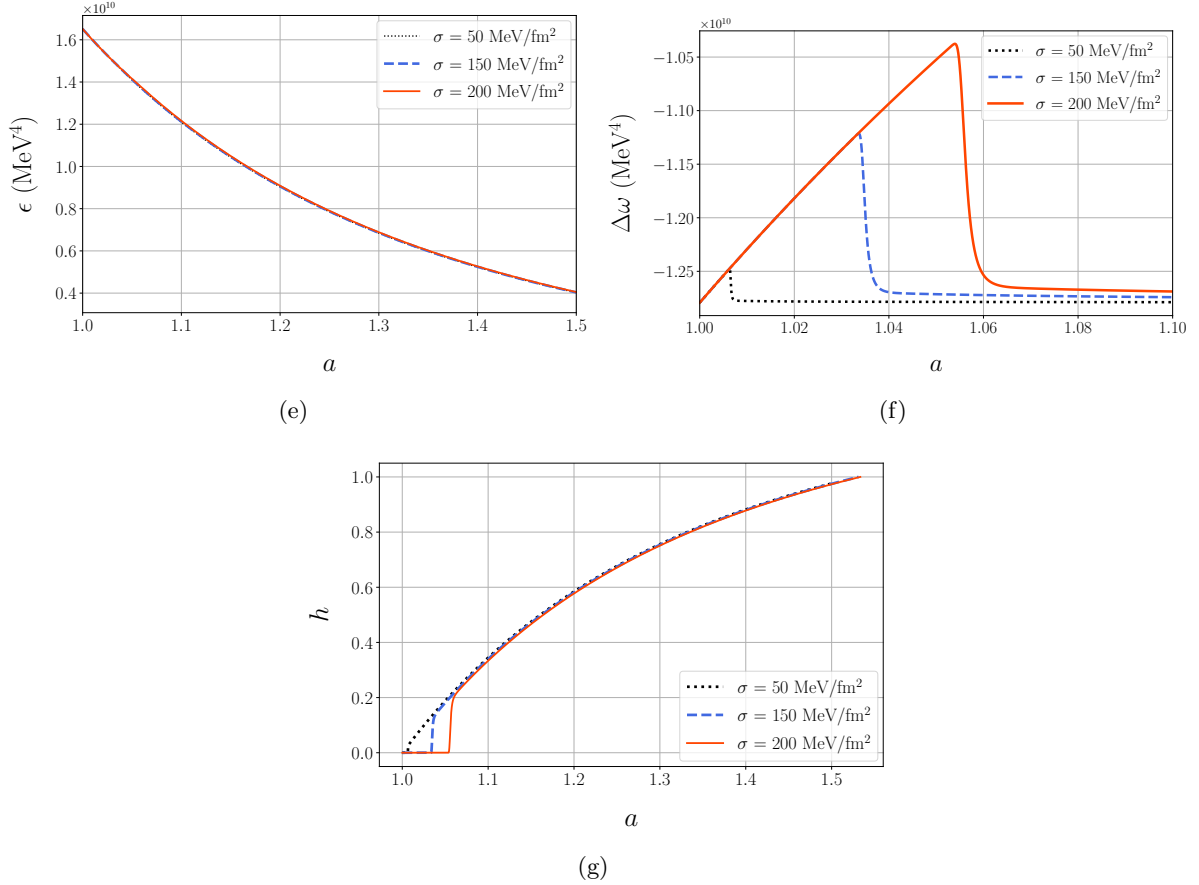 ×10¹⁰
1.6
1.4
1.2
1.0
0.8
0.6
0.4
ϵ (MeV⁴)
1.0 1.1 1.2 1.3 1.4 1.5
a
σ = 50 MeV/fm²
σ = 150 MeV/fm²
σ = 200 MeV/fm²
(e)
×10¹⁰
−1.05
−1.10
−1.15
−1.20
−1.25
Δω (MeV⁴)
1.00 1.02 1.04 1.06 1.08 1.10
a
σ = 50 MeV/fm²
σ = 150 MeV/fm²
σ = 200 MeV/fm²
(f)
1.0
0.8
0.6
0.4
0.2
0.0
h
1.0 1.1 1.2 1.3 1.4 1.5
a
σ = 50 MeV/fm²
σ = 150 MeV/fm²
σ = 200 MeV/fm²
(g)